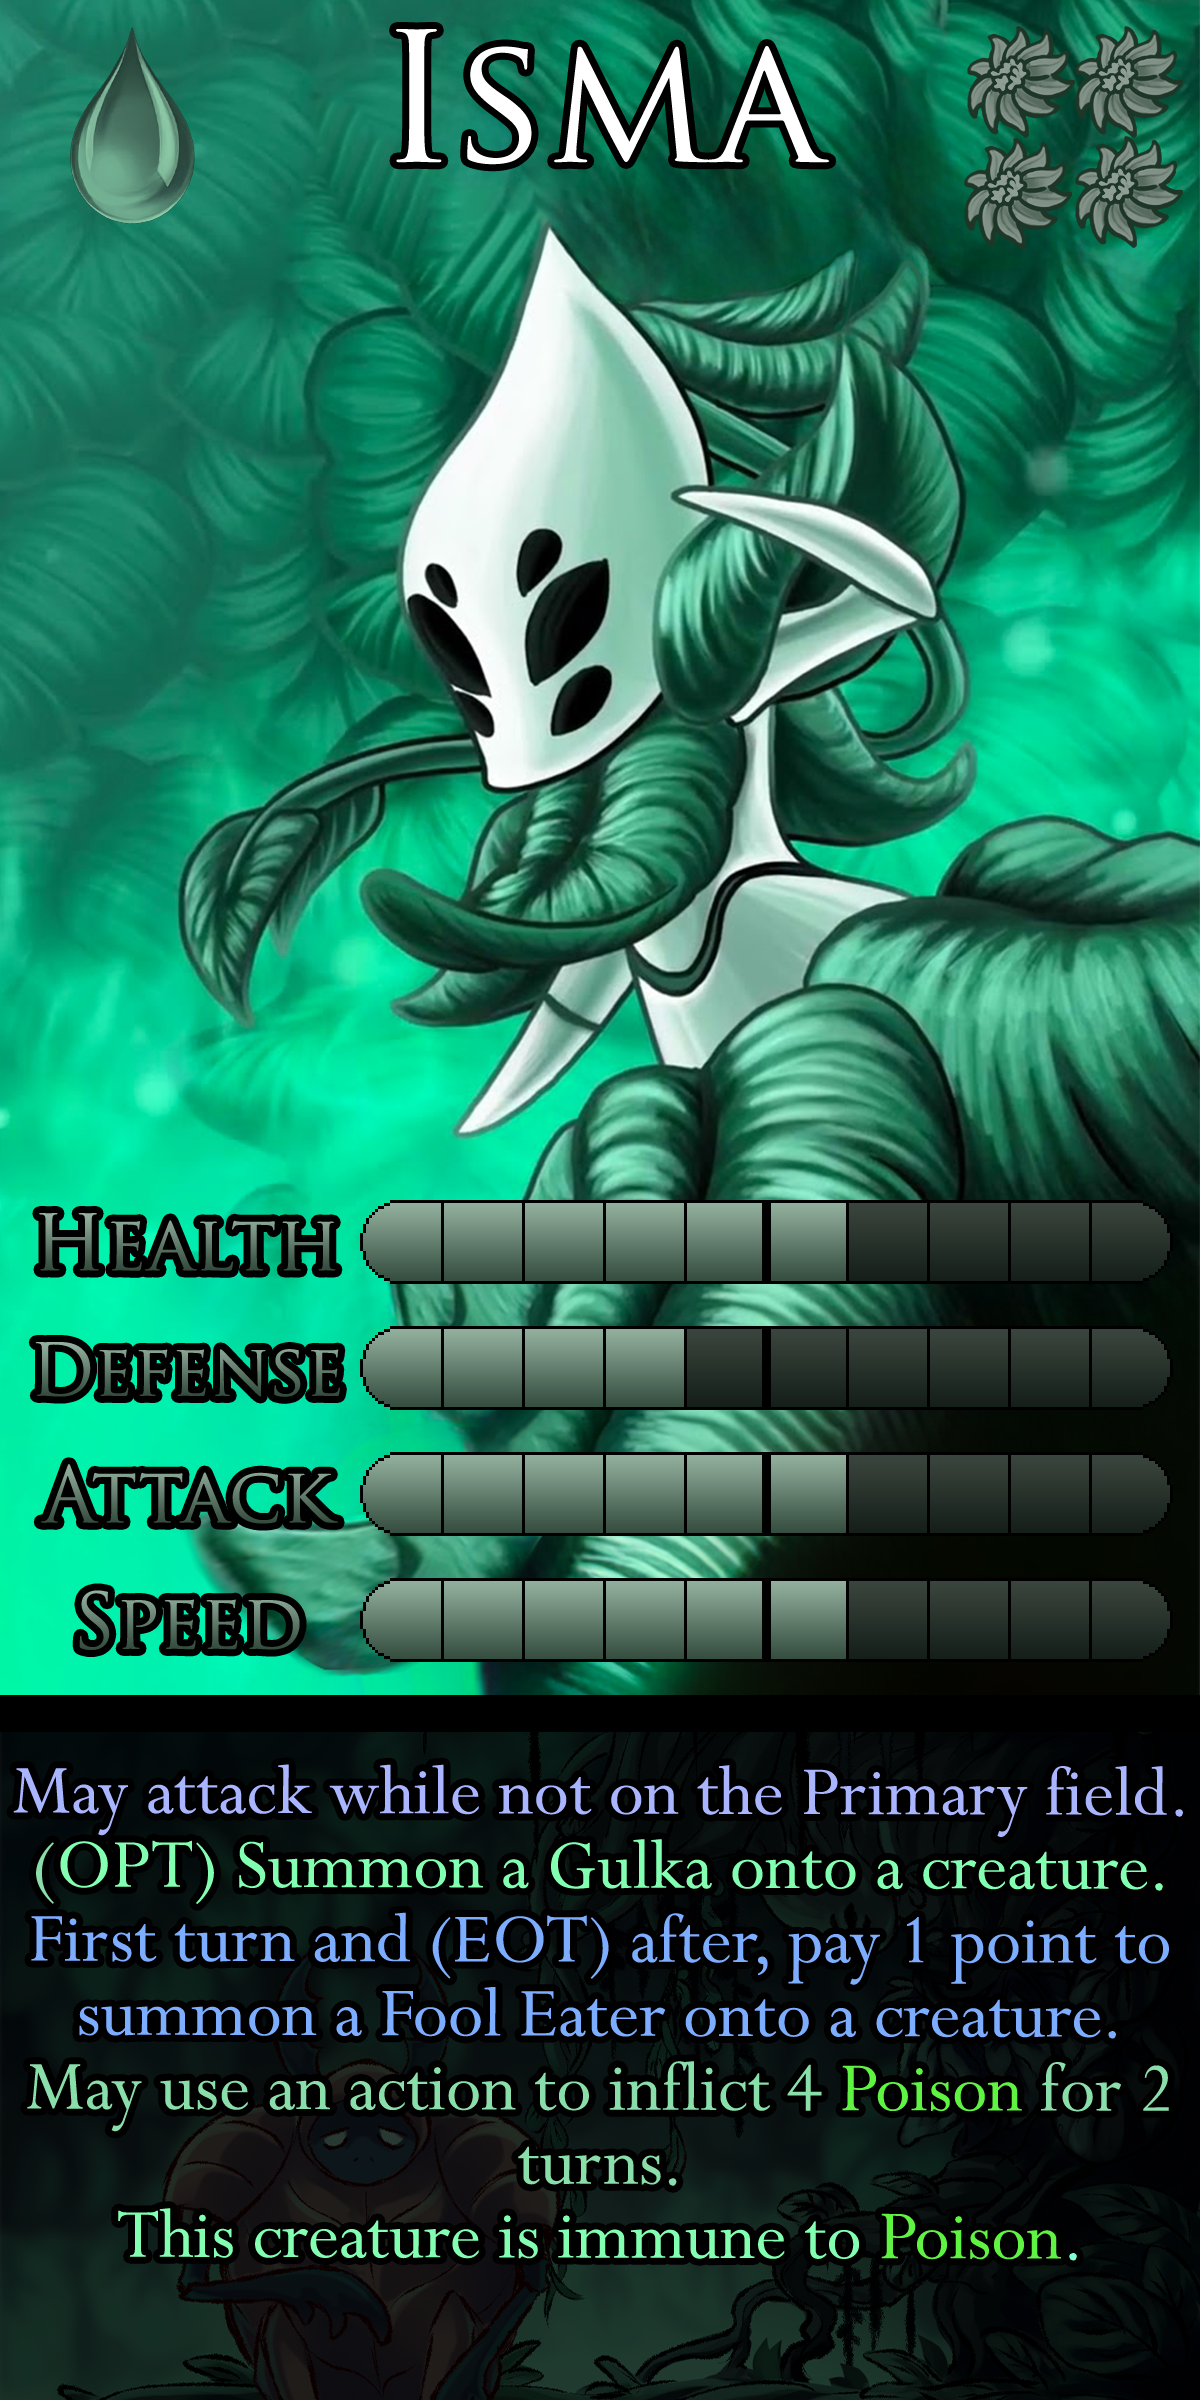 Isma
Health
Defense
Attack
Speed
May attack while not on the Primary field.
(OPT) Summon a Gulka onto a creature.
First turn and (EOT) after, pay 1 point to
summon a Fool Eater onto a creature.
May use an action to inflict 4 Poison for 2
turns.
This creature is immune to Poison.